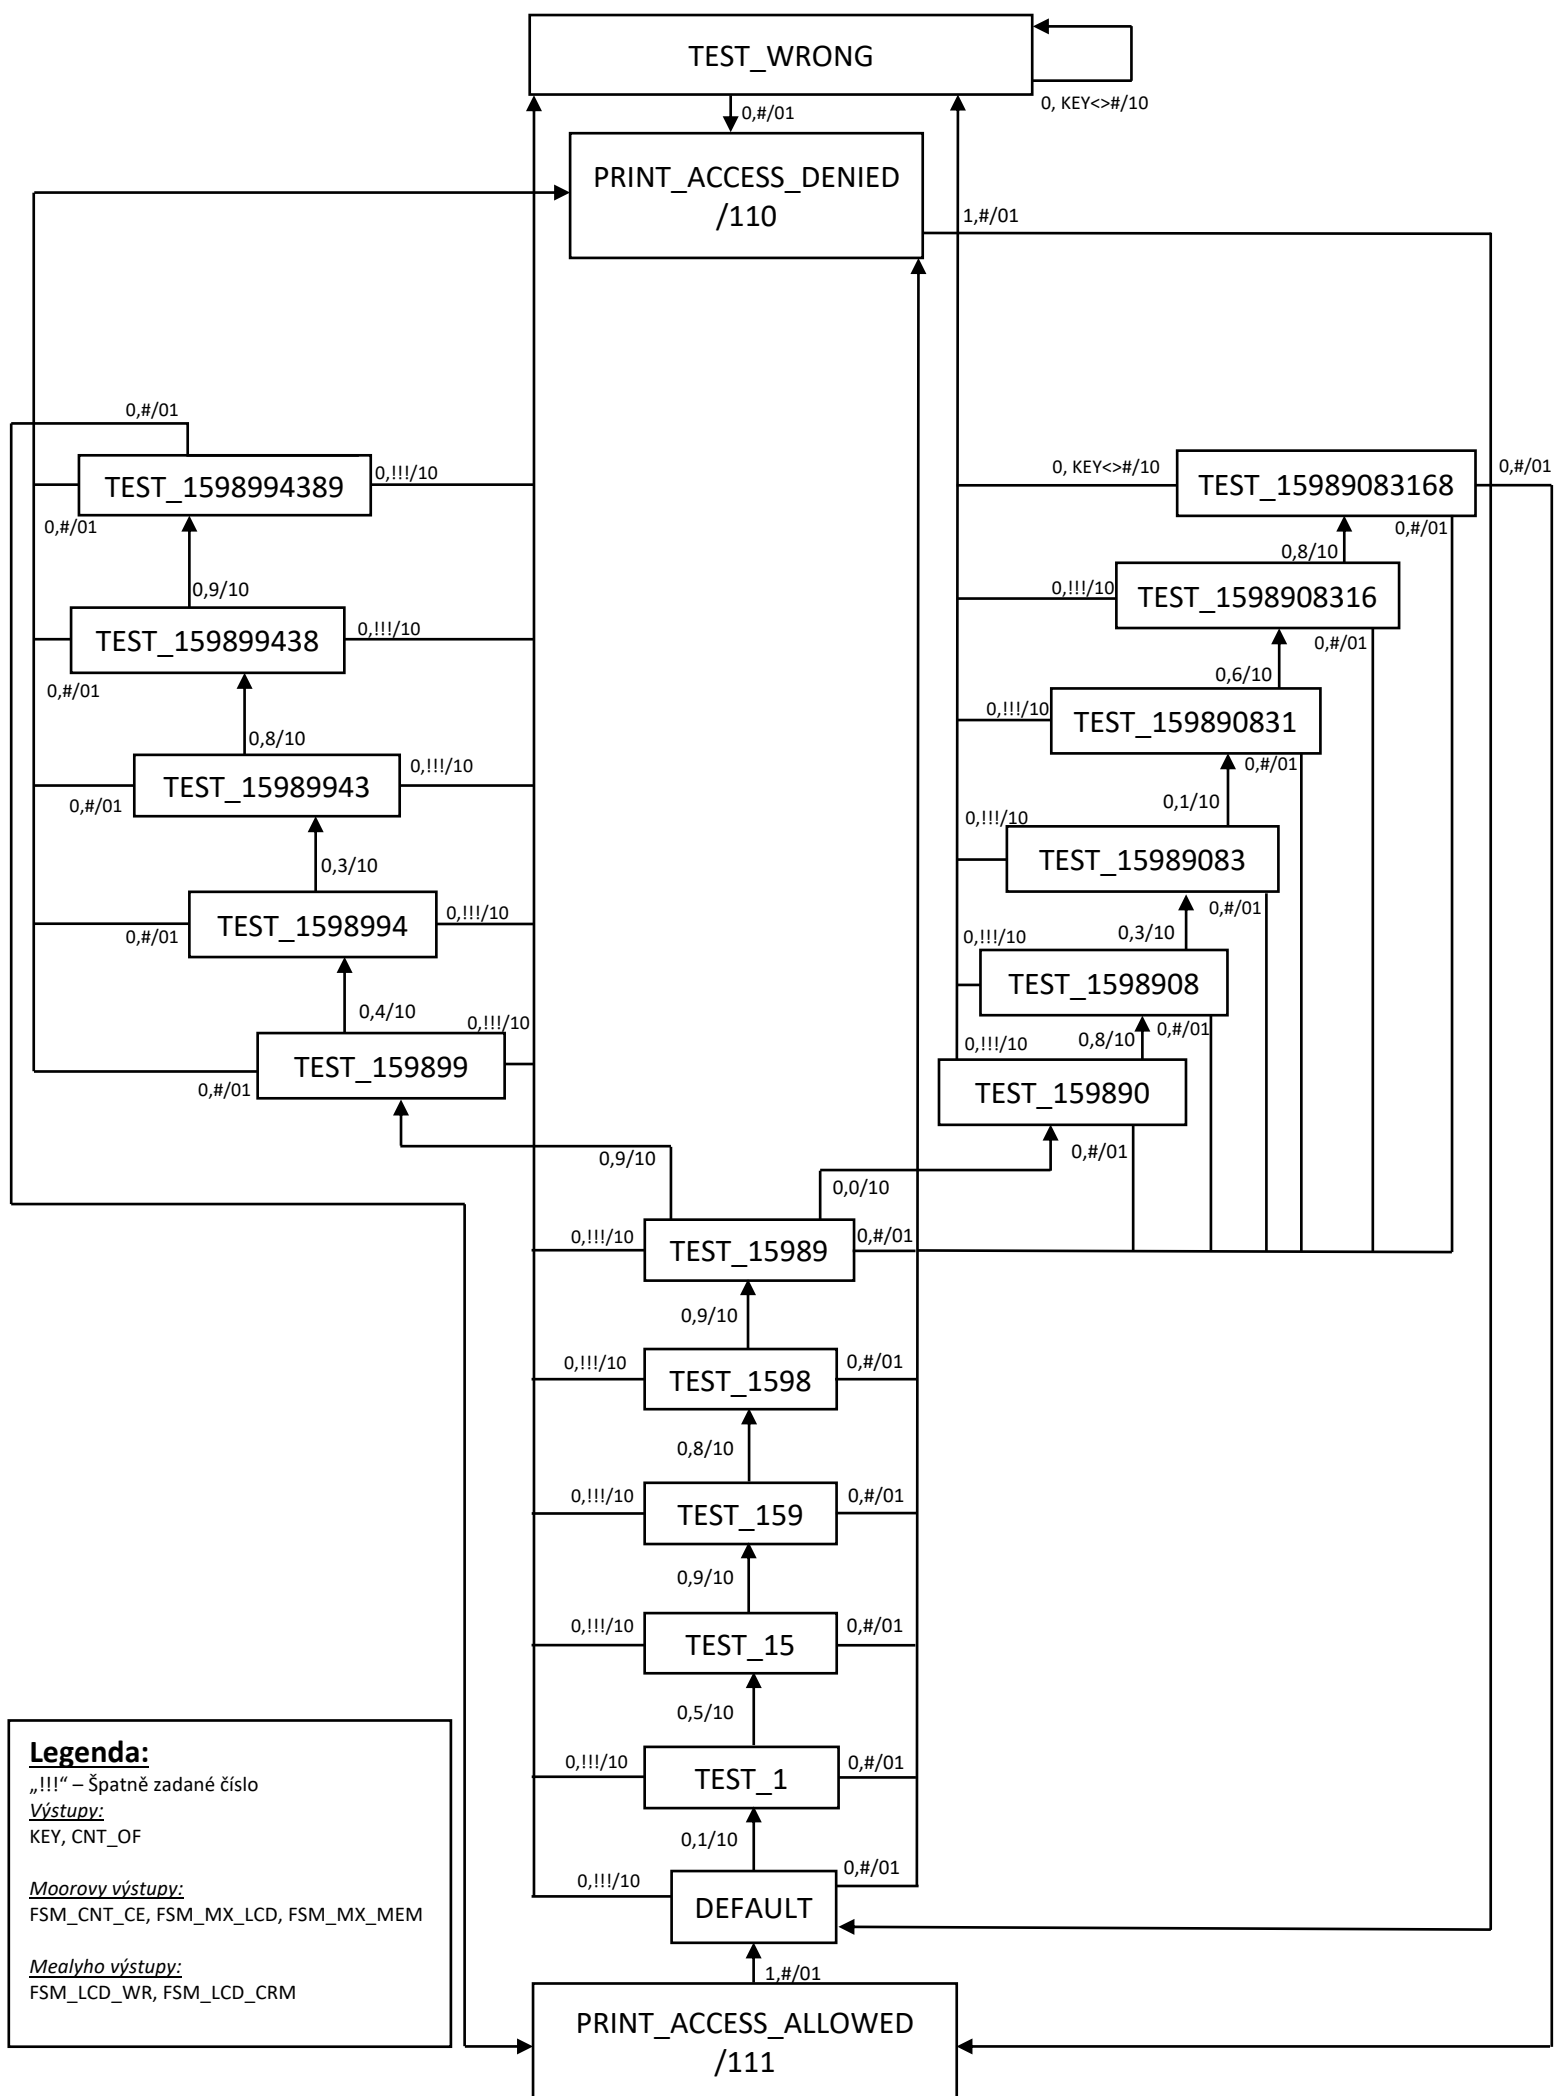 TEST_WRONG
0, KEY<>#/10
0,#/01
PRINT_ACCESS_DENIED
/110
1,#/01
0,#/01
TEST_1598994389
0,!!!/10
0,#/01
0, KEY<>#/10
TEST_15989083168
0,#/01
0,#/01
0,8/10
0,9/10
0,!!!/10
TEST_1598908316
0,#/01
TEST_159899438
0,!!!/10
0,#/01
0,6/10
0,!!!/10
TEST_159890831
0,#/01
0,8/10
TEST_15989943
0,!!!/10
0,#/01
0,1/10
0,!!!/10
TEST_15989083
0,#/01
0,3/10
TEST_1598994
0,!!!/10
0,#/01
0,3/10
0,!!!/10
TEST_1598908
0,#/01
0,4/10
0,!!!/10
TEST_159899
0,#/01
0,8/10
0,!!!/10
TEST_159890
0,#/01
0,9/10
0,0/10
0,!!!/10
TEST_15989
0,#/01
0,9/10
0,!!!/10
TEST_1598
0,#/01
0,8/10
0,!!!/10
TEST_159
0,#/01
0,9/10
0,!!!/10
TEST_15
0,#/01
0,5/10
0,!!!/10
TEST_1
0,#/01
0,1/10
0,!!!/10
DEFAULT
0,#/01
1,#/01
PRINT_ACCESS_ALLOWED
/111
Legenda:
„!!!“ – Špatně zadané číslo
Výstupy:
KEY, CNT_OF
Moorovy výstupy:
FSM_CNT_CE, FSM_MX_LCD, FSM_MX_MEM
Mealyho výstupy:
FSM_LCD_WR, FSM_LCD_CRM